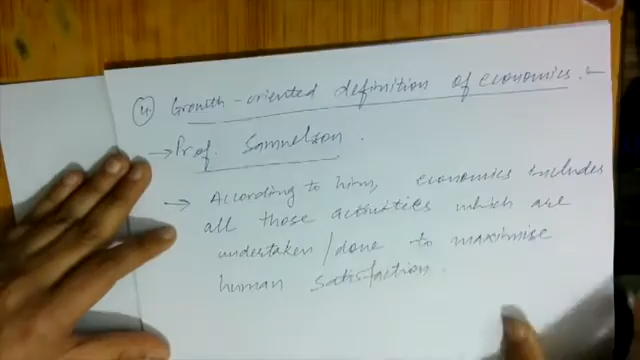 (4) Growth-oriented definition of economics.
→ Prof. Samuelson.
→ According to him, economics includes
all those activities which are
undertaken/done to maximise
human satisfaction.